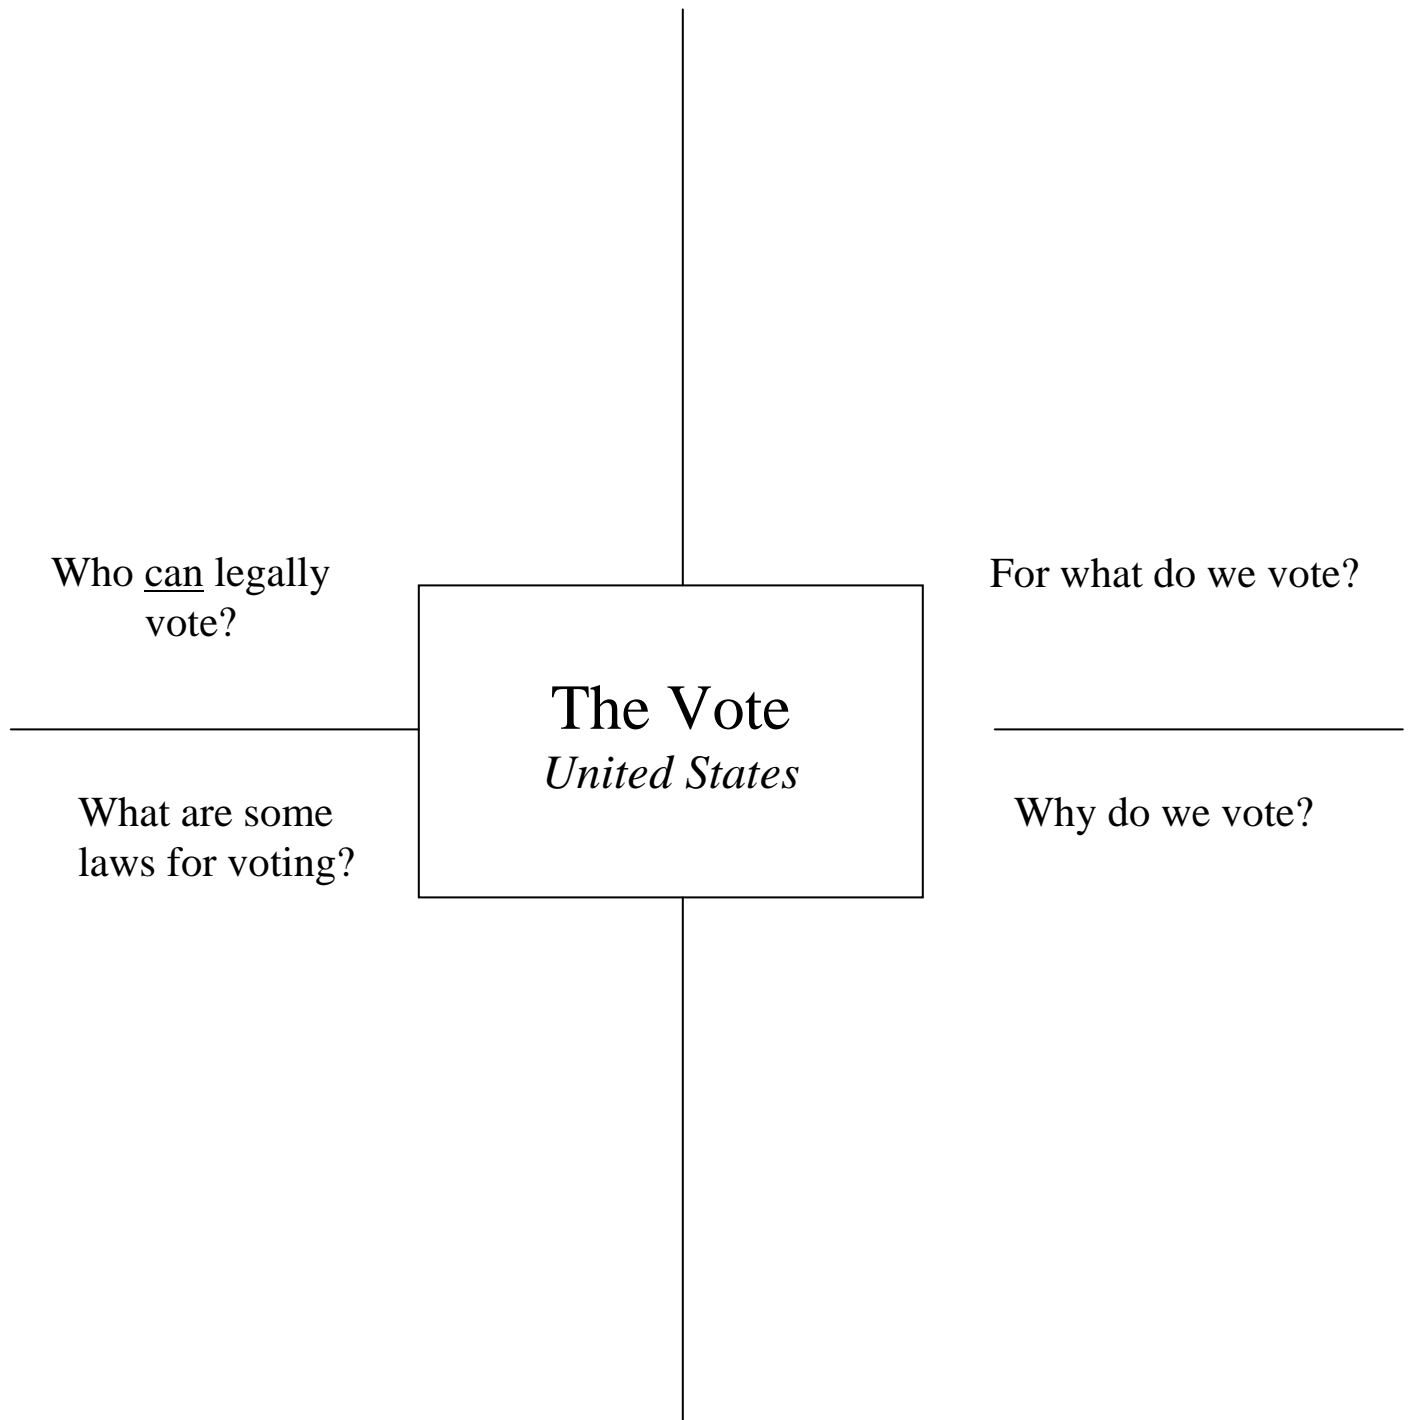 Who can legally
vote?
For what do we vote?
The Vote
United States
What are some
laws for voting?
Why do we vote?